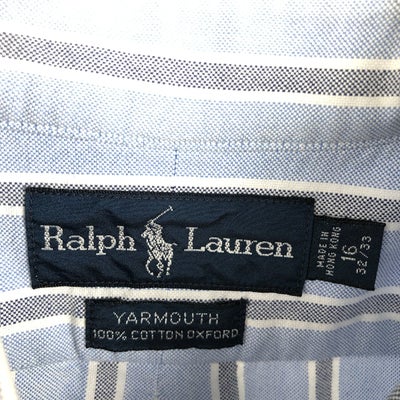 Ralph Lauren
MADE IN
HONG KONG
16
32/33
YARMOUTH
100% COTTON OXFORD